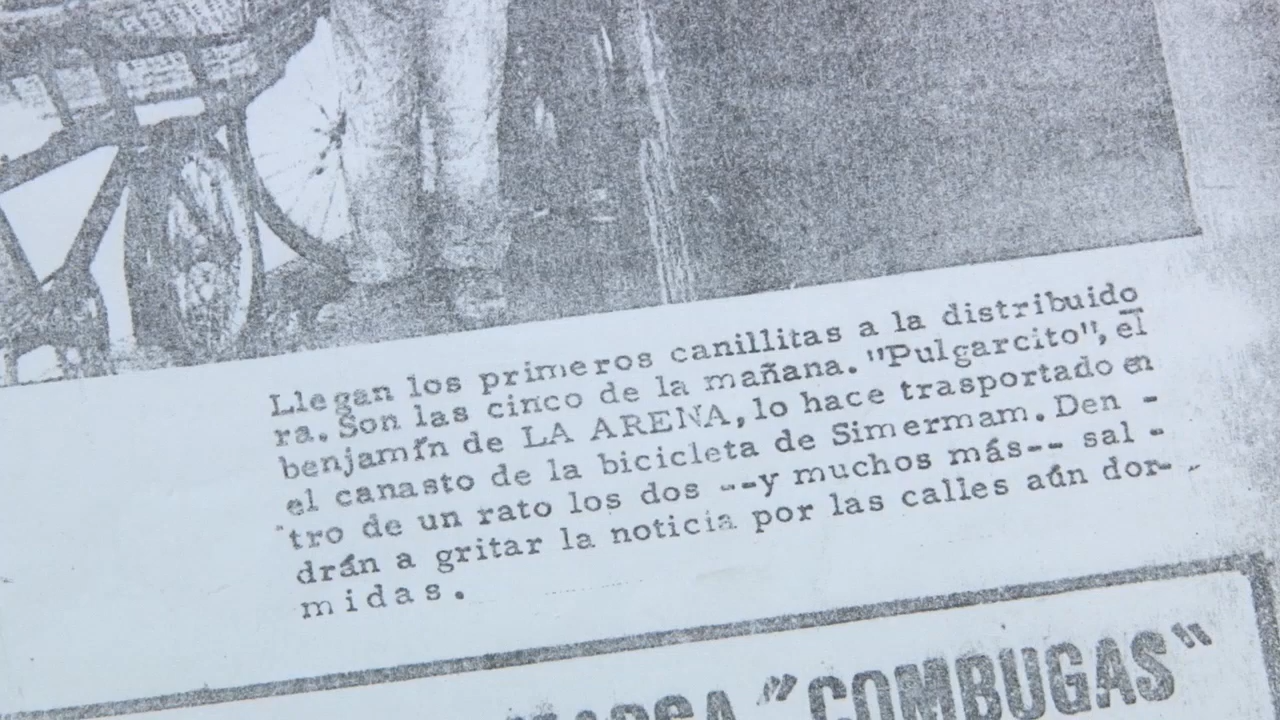 Llegan los primeros canillitas a la distribuido
ra. Son las cinco de la mañana. "Pulgarcito", el
benjamín de LA ARENA, lo hace trasportado en
el canasto de la bicicleta de Simermam. Den -
tro de un rato los dos --y muchos más-- sal -
drán a gritar la noticia por las calles aún dor-
midas.
"COMBUGAS"